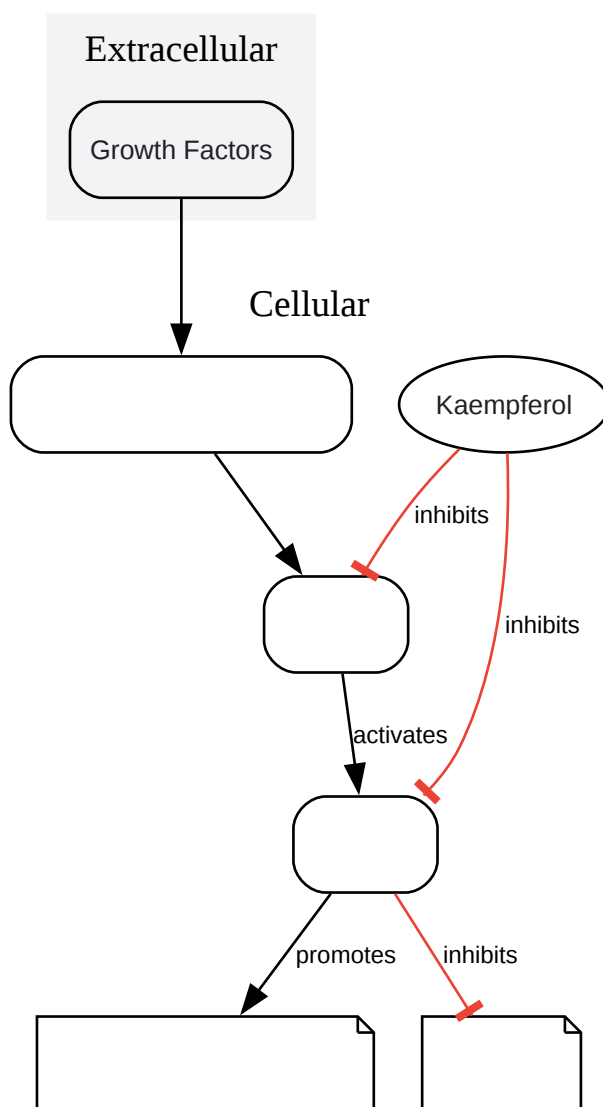 Extracellular
Growth Factors
Cellular
Kaempferol
inhibits
inhibits
activates
promotes
inhibits